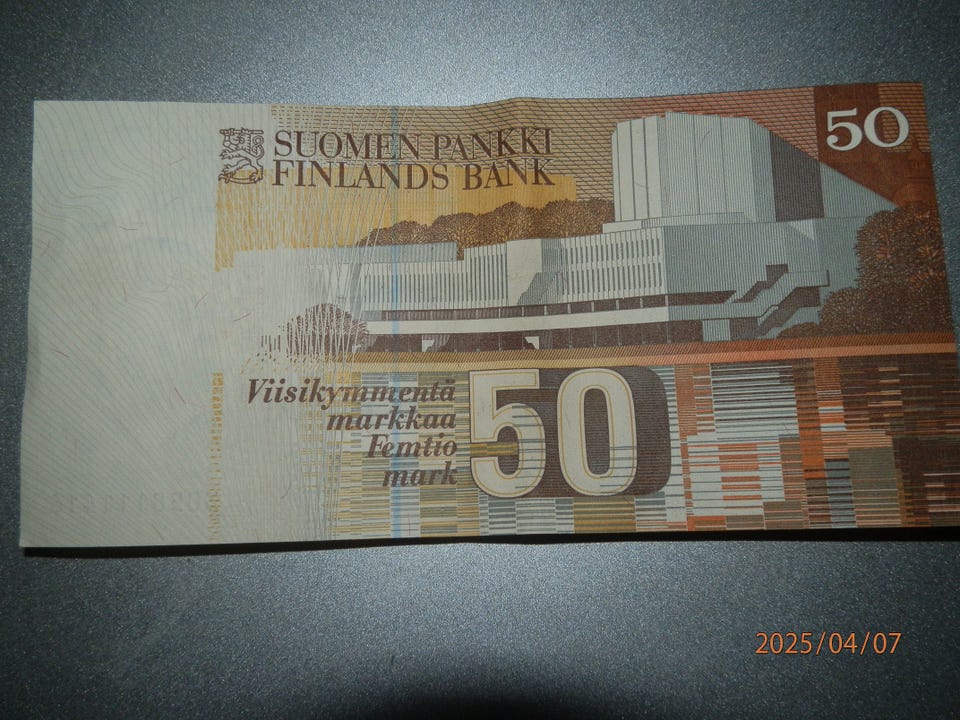 SUOMEN PANKKI
FINLANDS BANK
50
Viisikymmentä
markkaa
Femtio
mark
50
2025/04/07